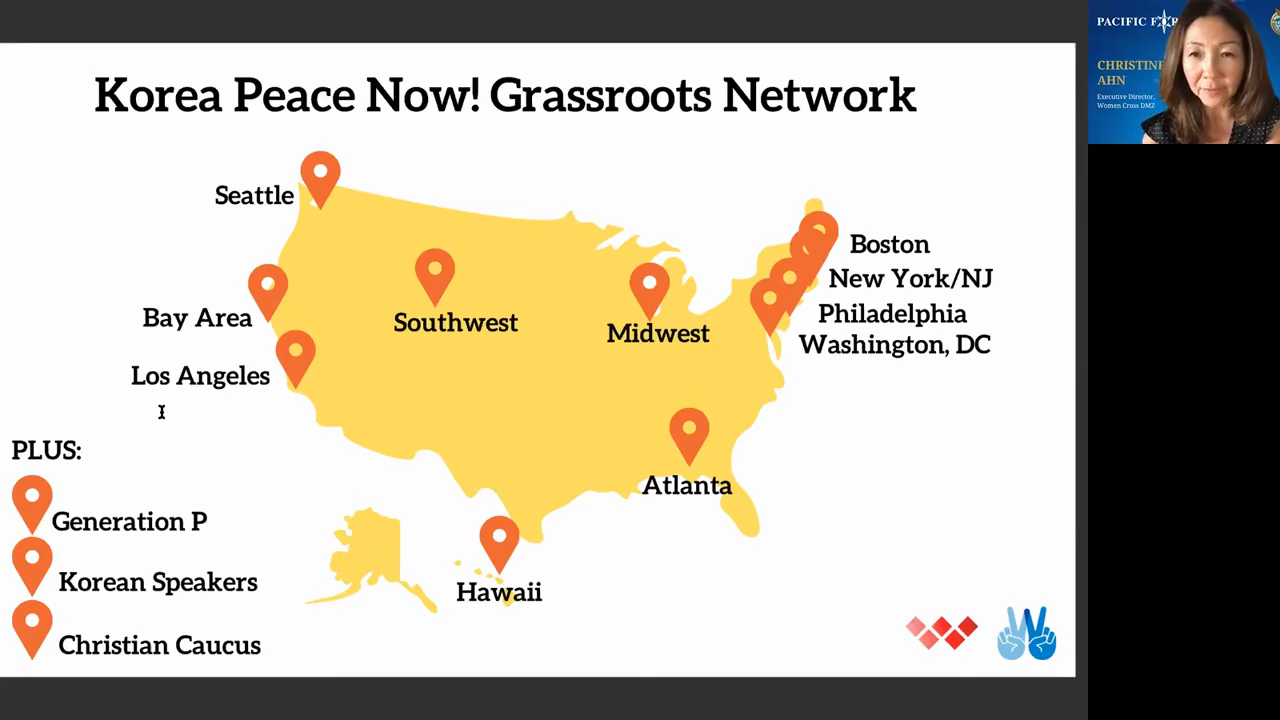 Korea Peace Now! Grassroots Network
Seattle
Boston
New York/NJ
Bay Area
Southwest
Midwest
Philadelphia
Washington, DC
Los Angeles
PLUS:
Atlanta
Generation P
Korean Speakers
Hawaii
Christian Caucus
PACIFIC
CHRISTINE
AHN
Executive Director,
Women Cross DMZ